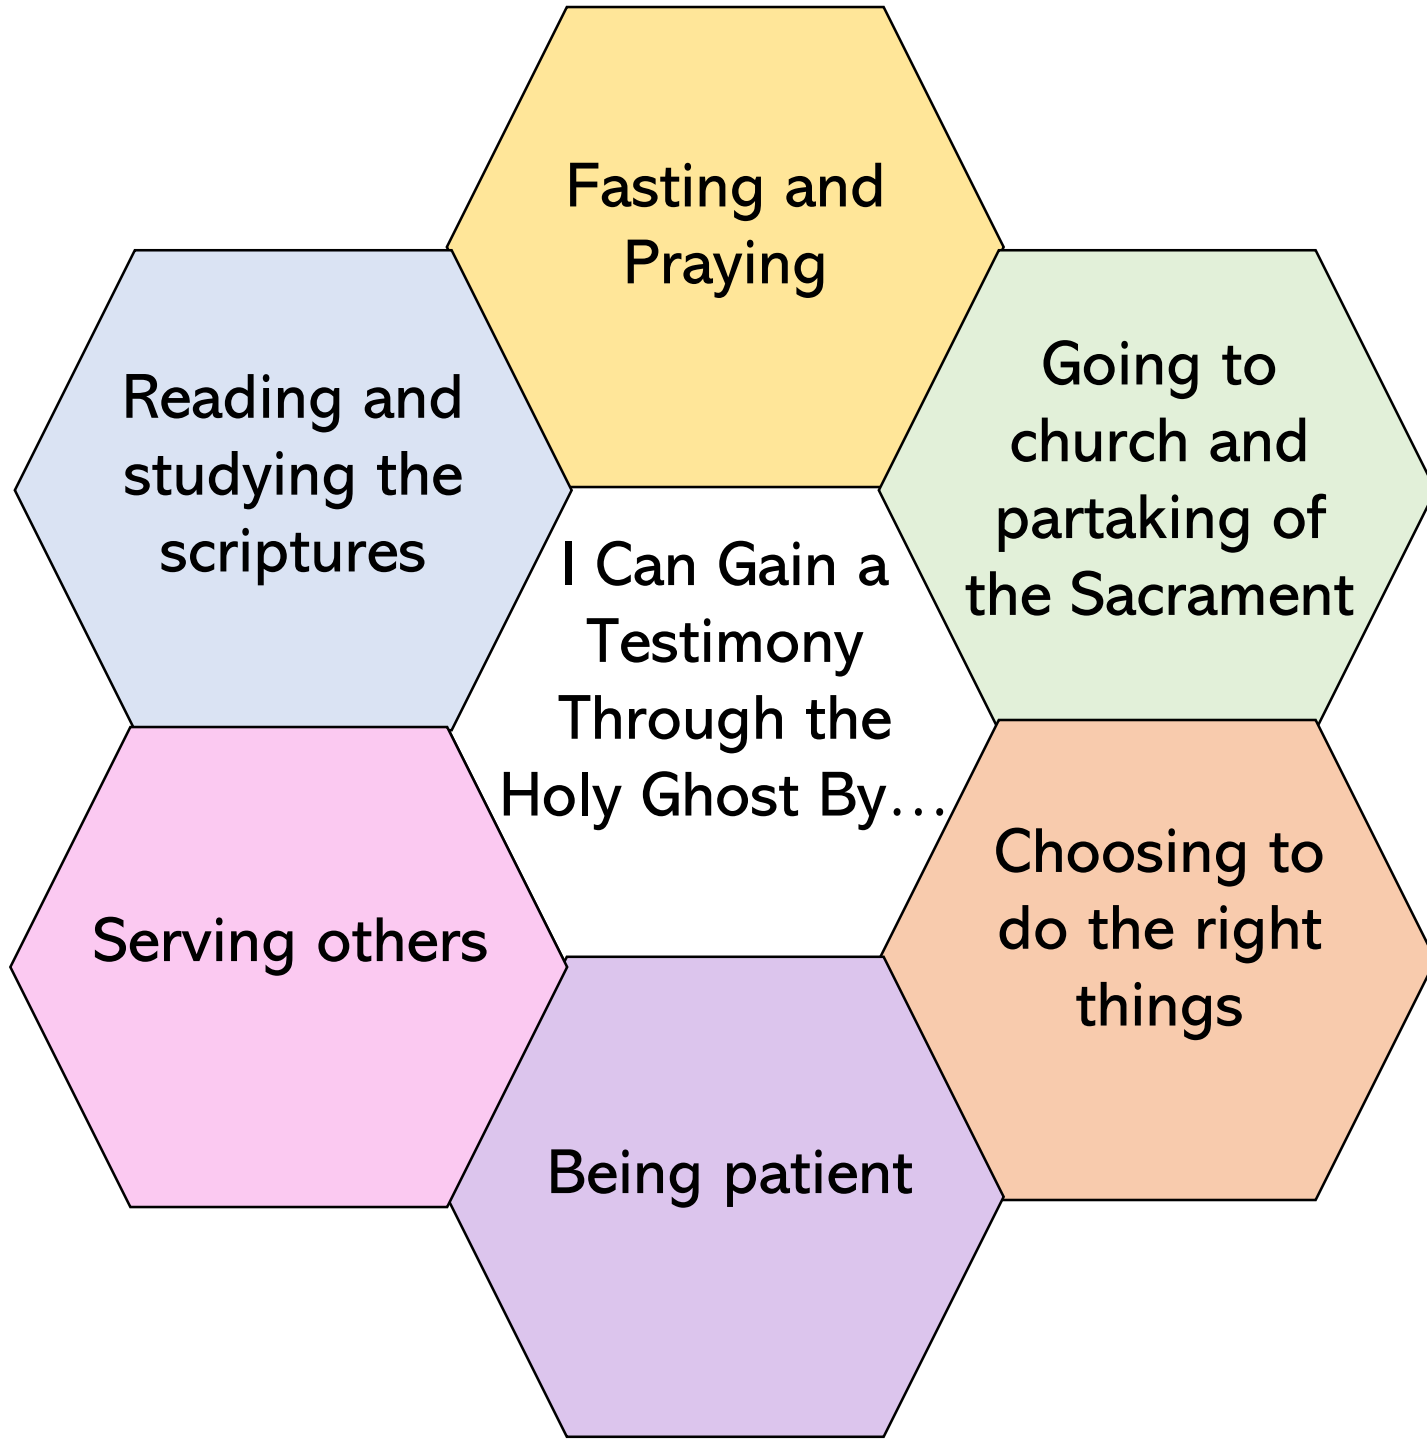 Fasting and
Praying
Reading and
studying the
scriptures
Going to
church and
partaking of
the Sacrament
I Can Gain a
Testimony
Through the
Holy Ghost By...
Serving others
Choosing to
do the right
things
Being patient